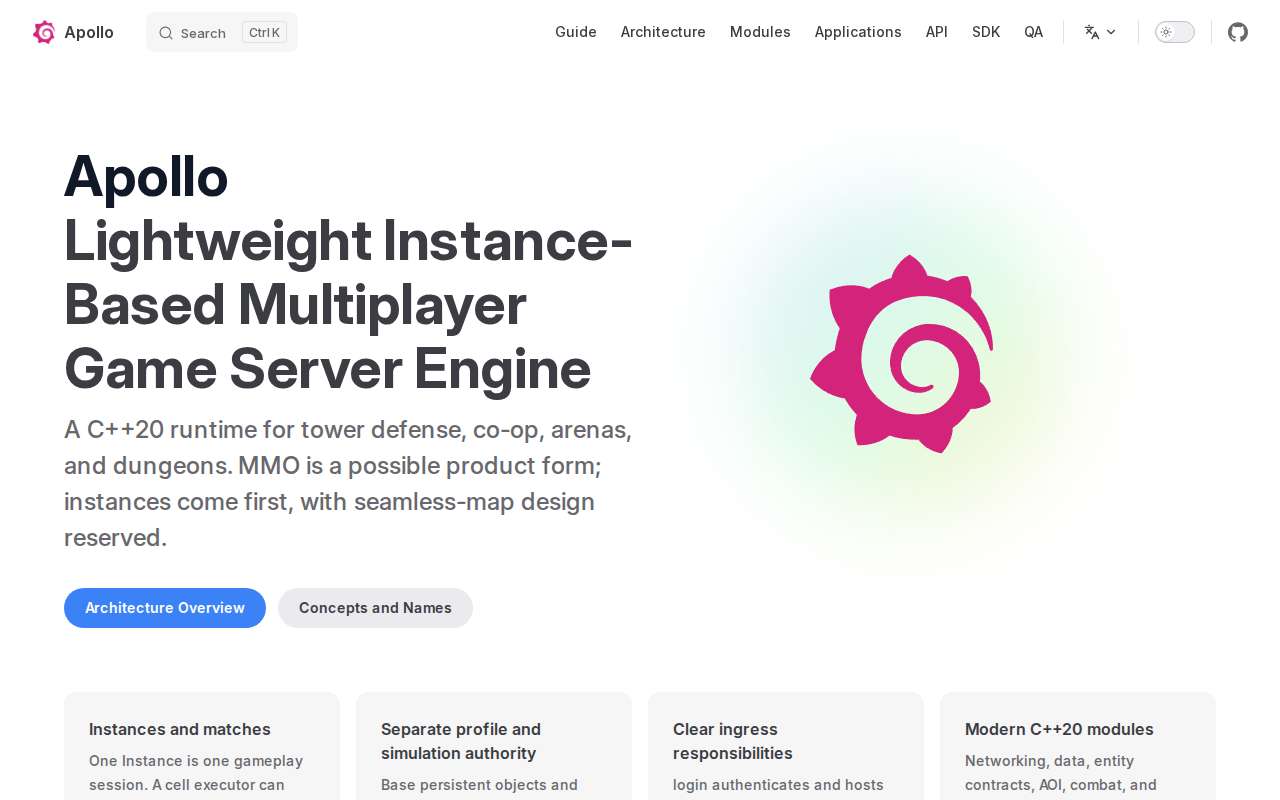 Apollo
Search
Ctrl K
Guide
Architecture
Modules
Applications
API
SDK
QA
Apollo
Lightweight Instance-
Based Multiplayer
Game Server Engine
A C++20 runtime for tower defense, co-op, arenas,
and dungeons. MMO is a possible product form;
instances come first, with seamless-map design
reserved.
Architecture Overview
Concepts and Names
Instances and matches
One Instance is one gameplay
session. A cell executor can
Separate profile and
simulation authority
Base persistent objects and
Clear ingress
responsibilities
login authenticates and hosts
Modern C++20 modules
Networking, data, entity
contracts, AOI, combat, and